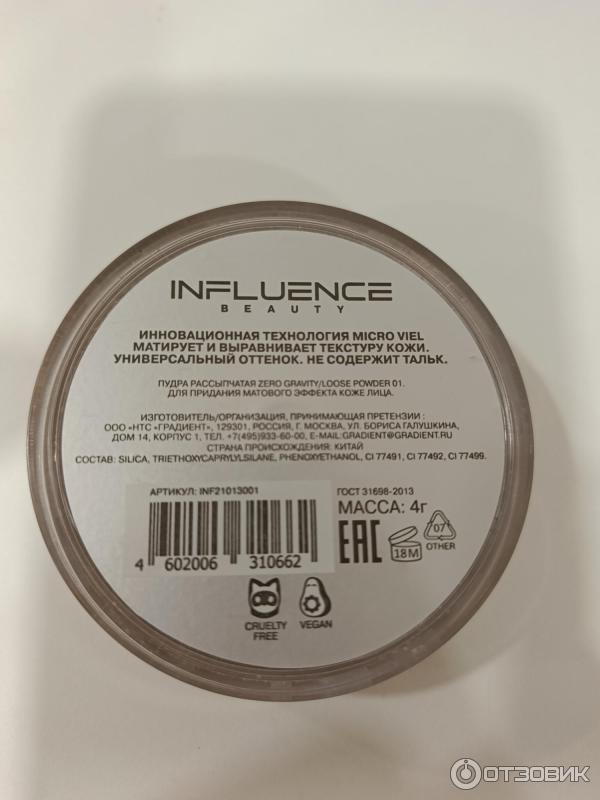 INFLUENCE
BEAUTY
ИННОВАЦИОННАЯ ТЕХНОЛОГИЯ MICRO VIEL
МАТИРУЕТ И ВЫРАВНИВАЕТ ТЕКСТУРУ КОЖИ.
УНИВЕРСАЛЬНЫЙ ОТТЕНОК. НЕ СОДЕРЖИТ ТАЛЬК.
ПУДРА РАССЫПЧАТАЯ ZERO GRAVITY/LOOSE POWDER 01.
ДЛЯ ПРИДАНИЯ МАТОВОГО ЭФФЕКТА КОЖЕ ЛИЦА.
ИЗГОТОВИТЕЛЬ/ОРГАНИЗАЦИЯ, ПРИНИМАЮЩАЯ ПРЕТЕНЗИИ :
ООО «НТС «ГРАДИЕНТ», 129301, РОССИЯ, Г. МОСКВА, УЛ. БОРИСА ГАЛУШКИНА,
ДОМ 14, КОРПУС 1, ТЕЛ. +7(495)933-60-00, E-MAIL:GRADIENT@GRADIENT.RU
СТРАНА ПРОИСХОЖДЕНИЯ: КИТАЙ
СОСТАВ: SILICA, TRIETHOXYCAPRYLYLSILANE, PHENOXYETHANOL, CI 77491, CI 77492, CI 77499.
АРТИКУЛ: INF21013001
4 602006 310662
ГОСТ 31698-2013
МАССА: 4г
EAC
18M
07
OTHER
CRUELTY
FREE
VEGAN
ОТЗОВИК